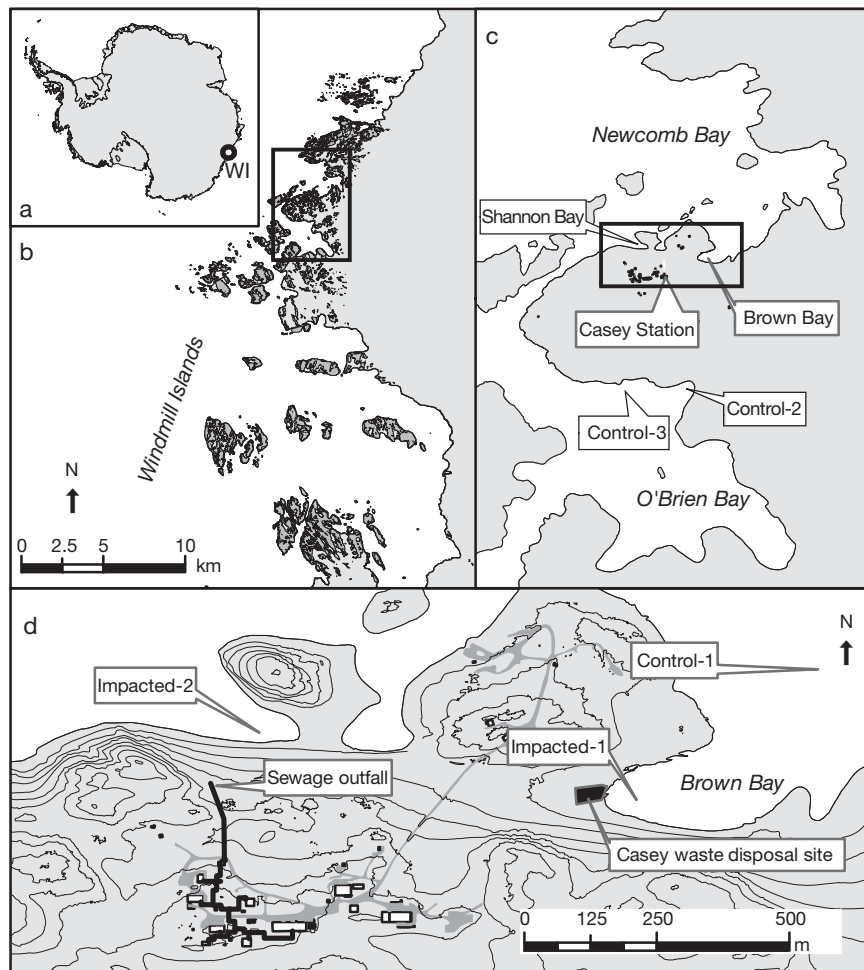 WI
a
b
Windmill Islands
N
0 2.5 5 10
km
c
Newcomb Bay
Shannon Bay
Casey Station
Brown Bay
Control-2
Control-3
O'Brien Bay
d
N
Control-1
Impacted-2
Impacted-1
Sewage outfall
Brown Bay
Casey waste disposal site
0 125 250 500
m